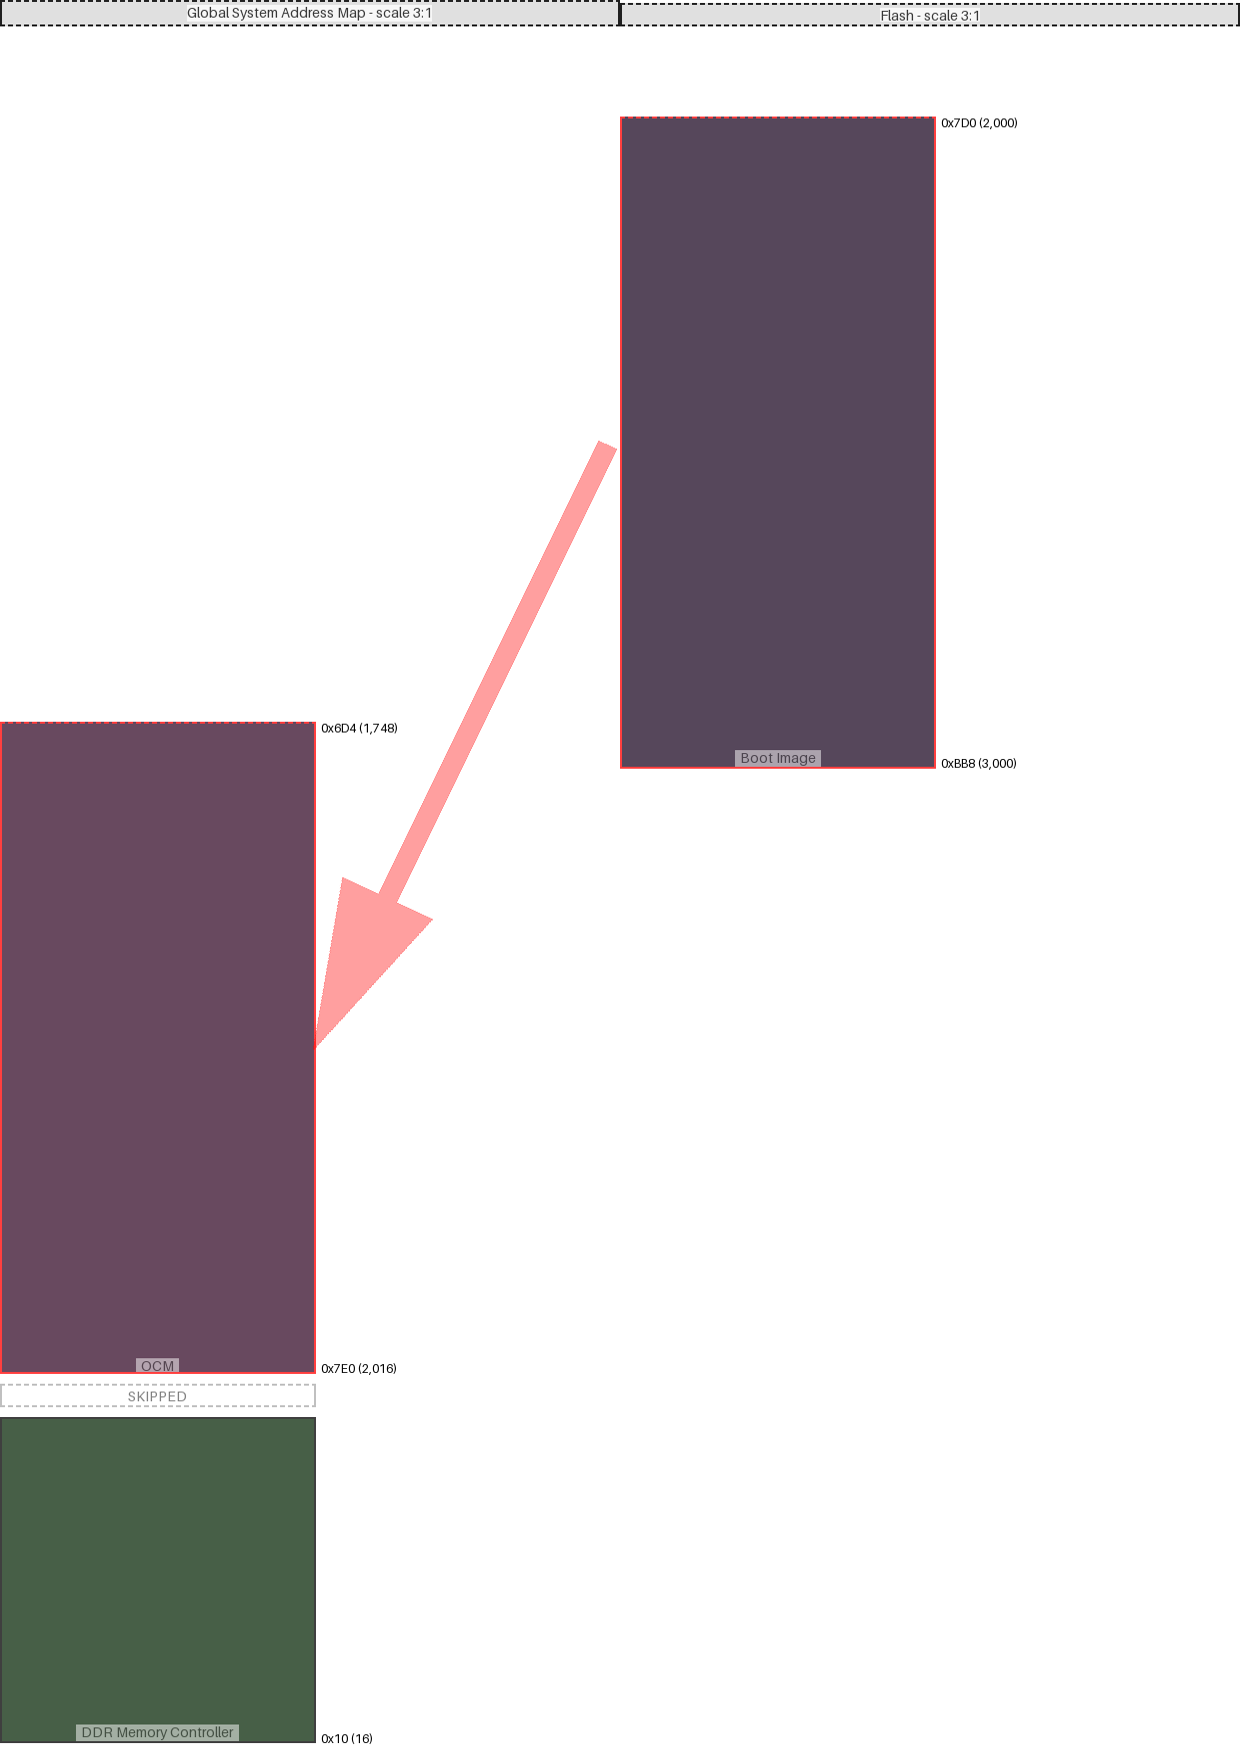 Global System Address Map - scale 3:1
Flash - scale 3:1
0x7D0 (2,000)
0x6D4 (1,748)
Boot Image
0xBB8 (3,000)
OCM
0x7E0 (2,016)
SKIPPED
DDR Memory Controller
0x10 (16)